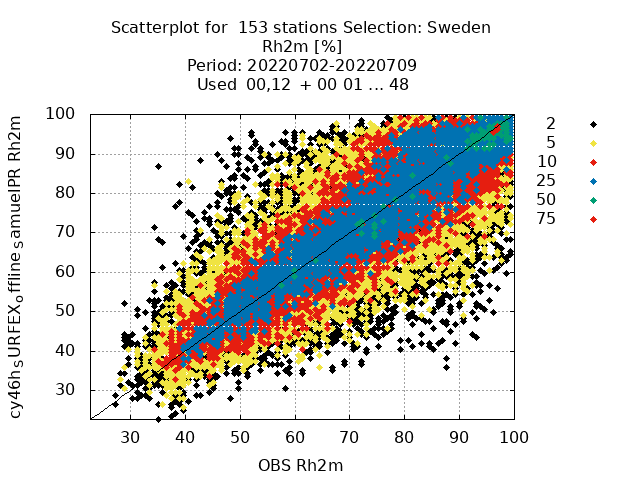 Scatterplot for 153 stations Selection: Sweden
Rh2m [%]
Period: 20220702-20220709
Used 00,12 + 00 01 ... 48
cy46h_SURFEX_offline_samuelPR Rh2m
100
90
80
70
60
50
40
30
30 40 50 60 70 80 90 100
OBS Rh2m
2
5
10
25
50
75